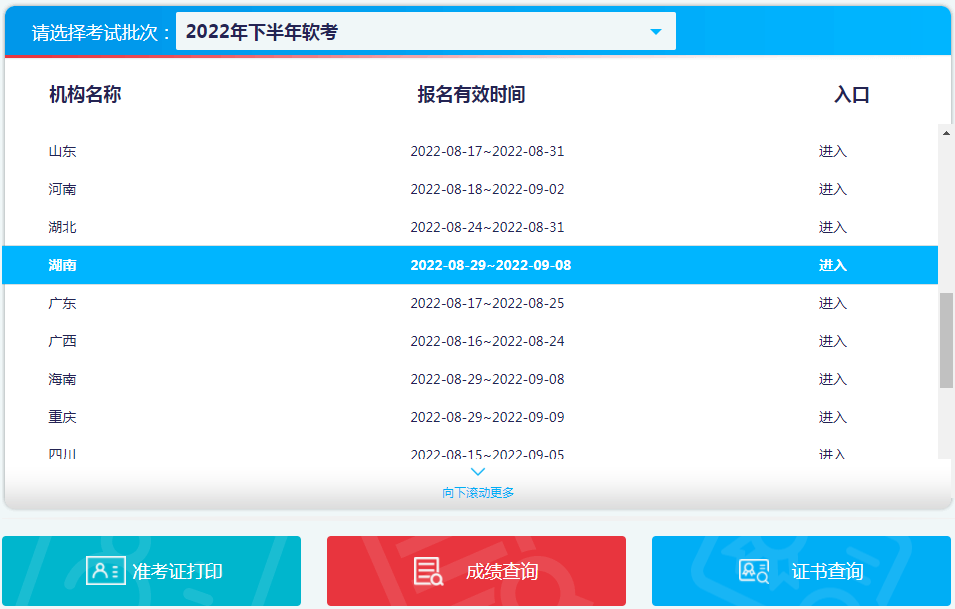 请选择考试批次： 2022年下半年软考
机构名称 报名有效时间 入口
山东 2022-08-17~2022-08-31 进入
河南 2022-08-18~2022-09-02 进入
湖北 2022-08-24~2022-08-31 进入
湖南 2022-08-29~2022-09-08 进入
广东 2022-08-17~2022-08-25 进入
广西 2022-08-16~2022-08-24 进入
海南 2022-08-29~2022-09-08 进入
重庆 2022-08-29~2022-09-09 进入
四川 2022-08-15~2022-09-05 进入
向下滚动更多
准考证打印 成绩查询 证书查询